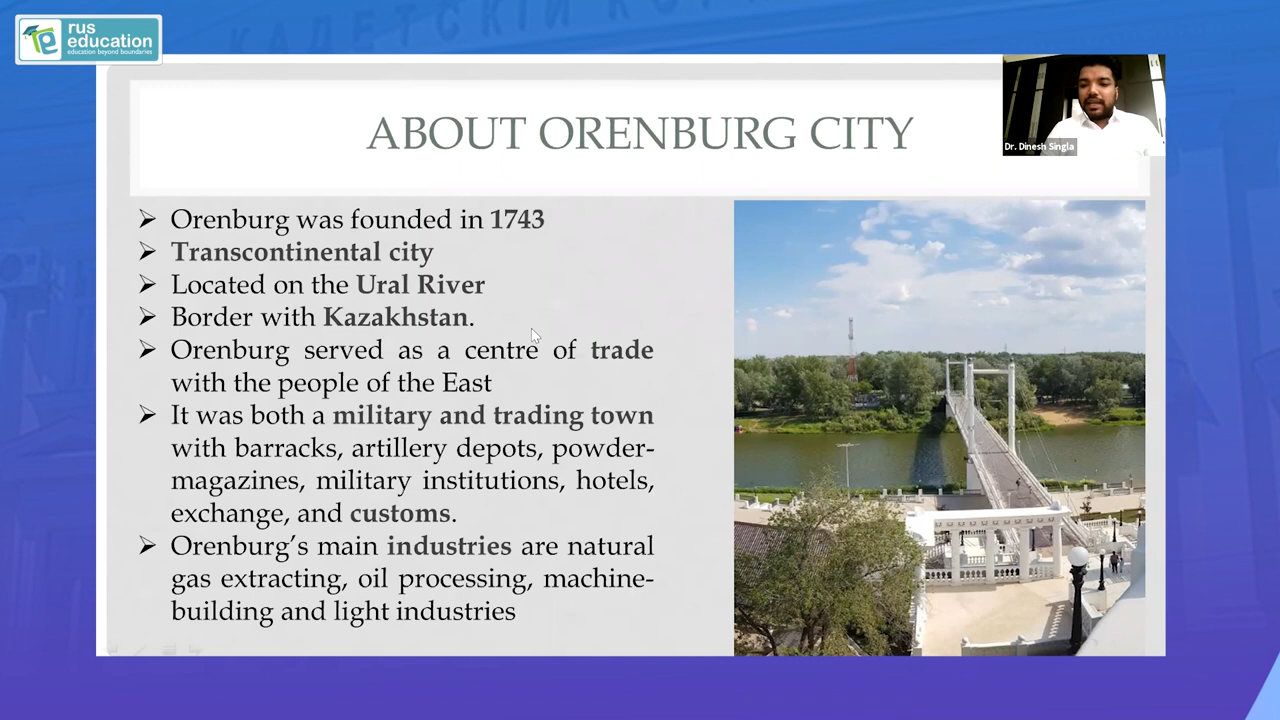 КАДЕТСКІЙ КОРП
rus
education
education beyond boundaries
ABOUT ORENBURG CITY
Dr. Dinesh Singla
➢ Orenburg was founded in 1743
➢ Transcontinental city
➢ Located on the Ural River
➢ Border with Kazakhstan.
➢ Orenburg served as a centre of trade
with the people of the East
➢ It was both a military and trading town
with barracks, artillery depots, powder-
magazines, military institutions, hotels,
exchange, and customs.
➢ Orenburg´s main industries are natural
gas extracting, oil processing, machine-
building and light industries